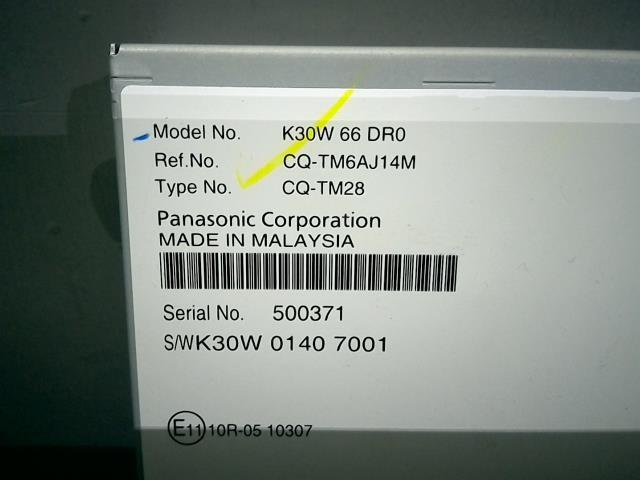 Model No. K30W 66 DR0
Ref.No. CQ-TM6AJ14M
Type No. CQ-TM28
Panasonic Corporation
MADE IN MALAYSIA
Serial No. 500371
S/WK30W 0140 7001
E11 10R-05 10307